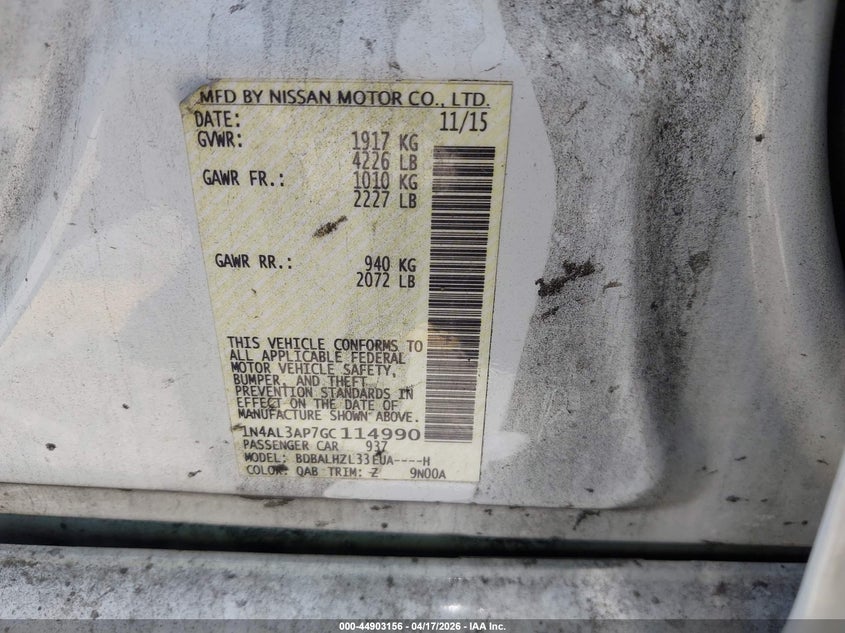 MFD BY NISSAN MOTOR CO., LTD.
DATE: 11/15
GVWR: 1917 KG
4226 LB
GAWR FR.: 1010 KG
2227 LB
GAWR RR.: 940 KG
2072 LB
THIS VEHICLE CONFORMS TO
ALL APPLICABLE FEDERAL
MOTOR VEHICLE SAFETY,
BUMPER, AND THEFT
PREVENTION STANDARDS IN
EFFECT ON THE DATE OF
MANUFACTURE SHOWN ABOVE.
1N4AL3AP7GC114990
PASSENGER CAR 937
MODEL: BDBALHZL33EUA----H
COLOR: QAB TRIM: Z 9N00A
000-44903156 - 04/17/2026 - IAA Inc.